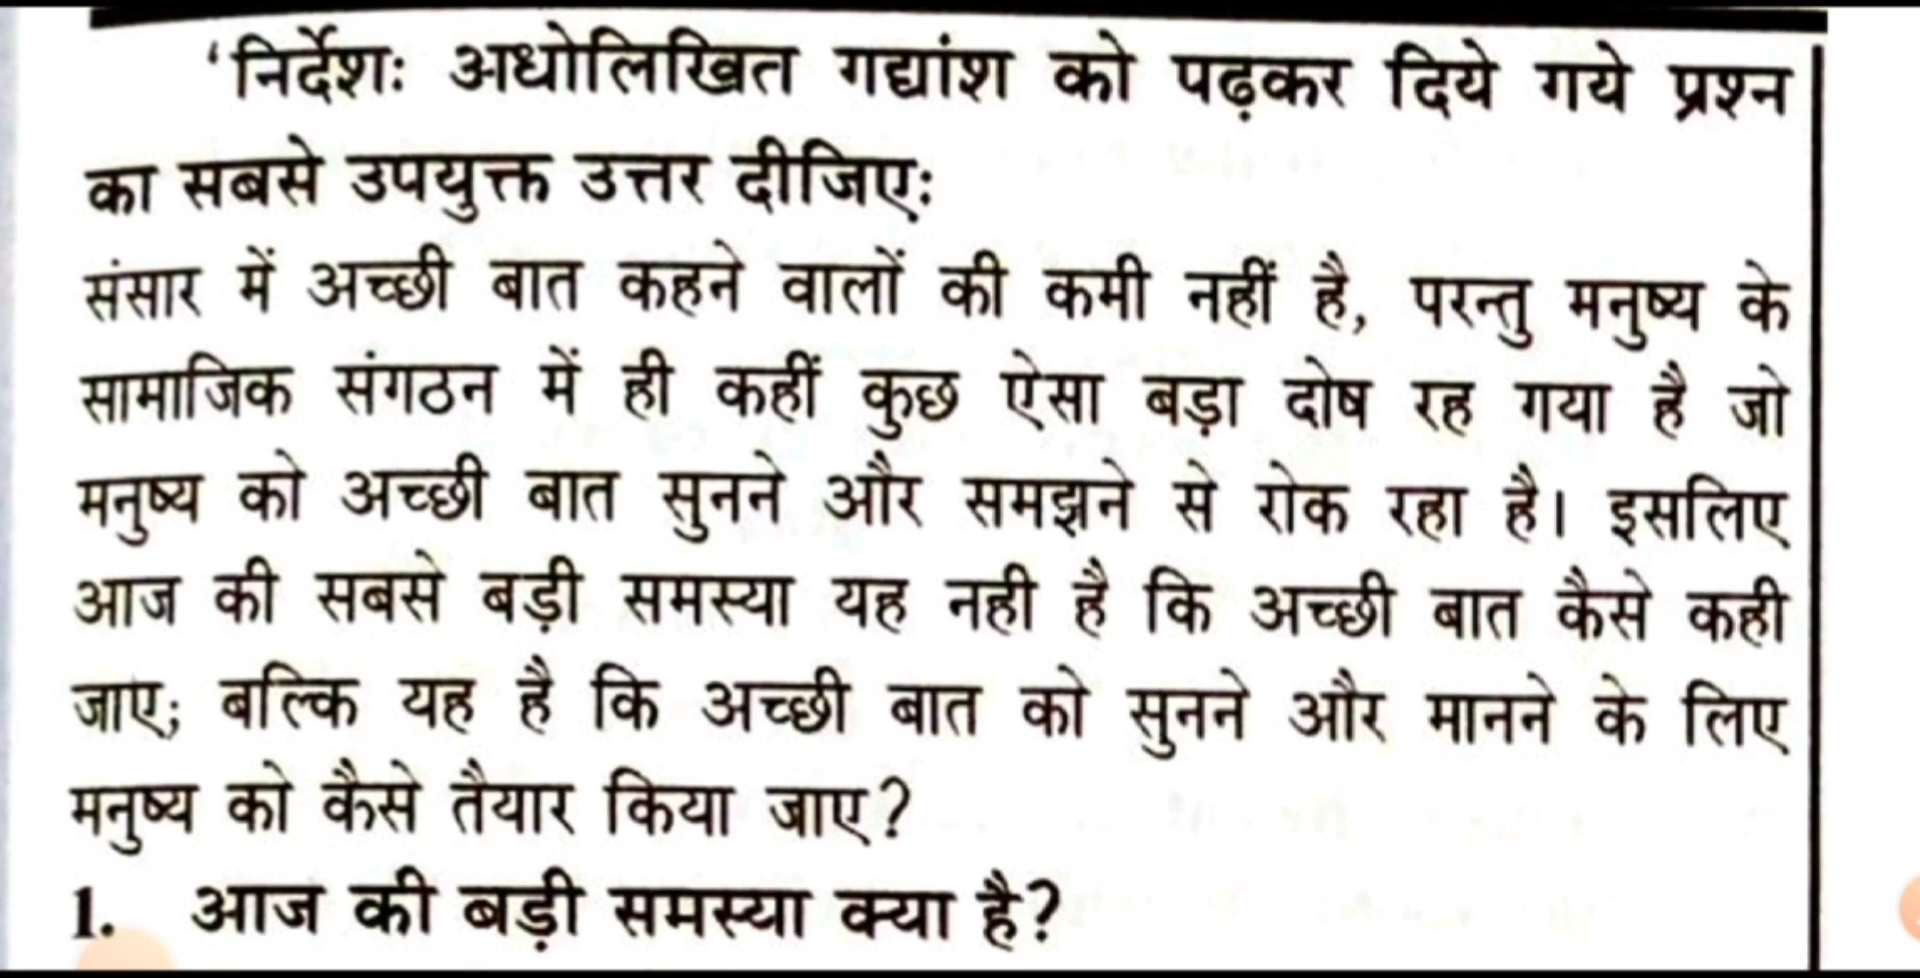 ‘निर्देशः अधोलिखित गद्यांश को पढ़कर दिये गये प्रश्न
का सबसे उपयुक्त उत्तर दीजिएः
संसार में अच्छी बात कहने वालों की कमी नहीं है, परन्तु मनुष्य के
सामाजिक संगठन में ही कहीं कुछ ऐसा बड़ा दोष रह गया है जो
मनुष्य को अच्छी बात सुनने और समझने से रोक रहा है। इसलिए
आज की सबसे बड़ी समस्या यह नही है कि अच्छी बात कैसे कही
जाए; बल्कि यह है कि अच्छी बात को सुनने और मानने के लिए
मनुष्य को कैसे तैयार किया जाए?
1. आज की बड़ी समस्या क्या है?